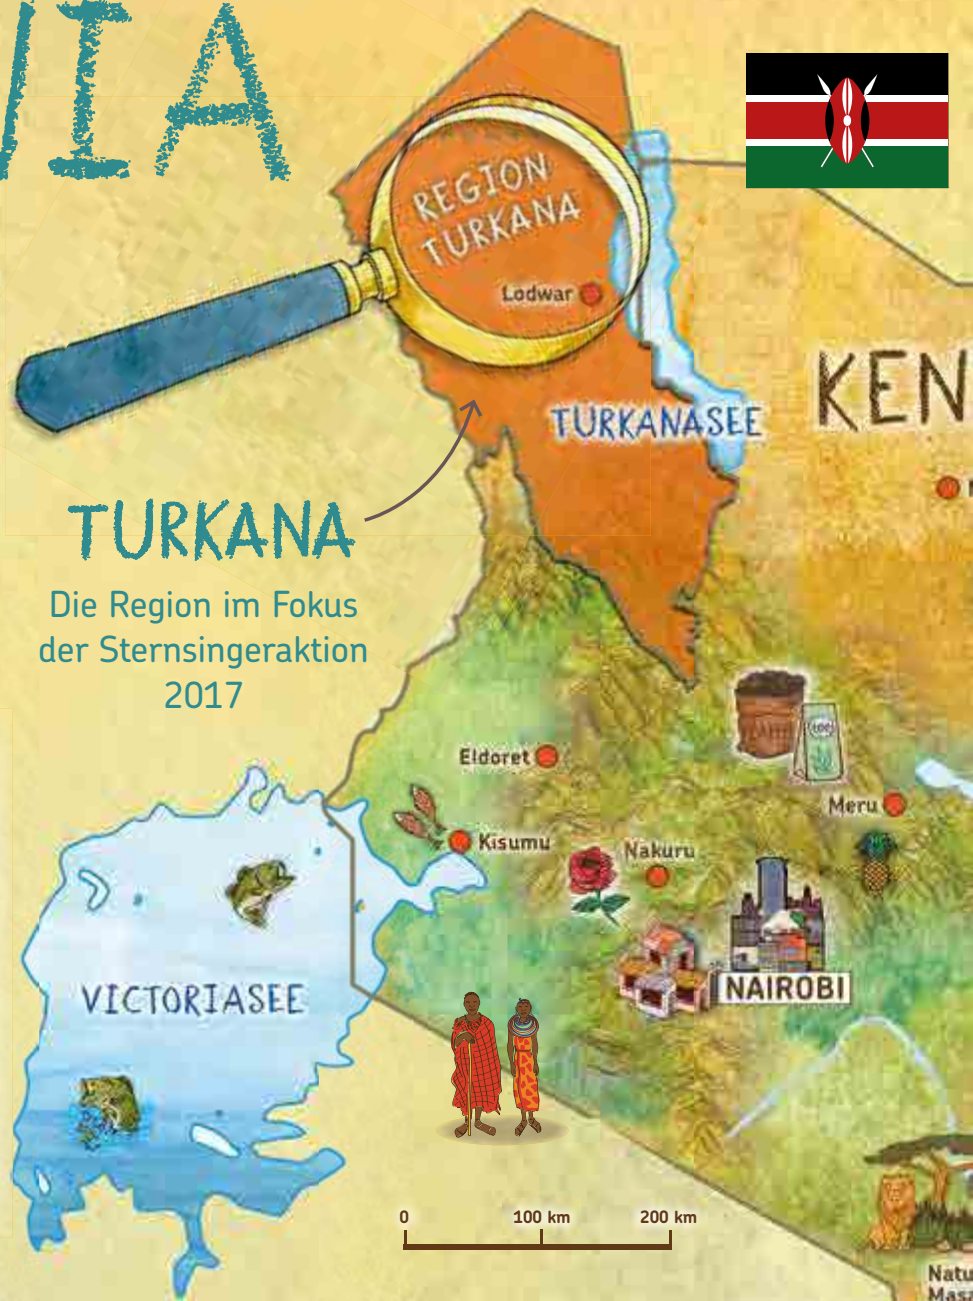 REGION
TURKANA
Lodwar
TURKANASEE
KEN
TURKANA
Die Region im Fokus
der Sternsingeraktion
2017
Eldoret
Meru
Kisumu
Nakuru
NAIROBI
VICTORIASEE
0 100 km 200 km
Natu